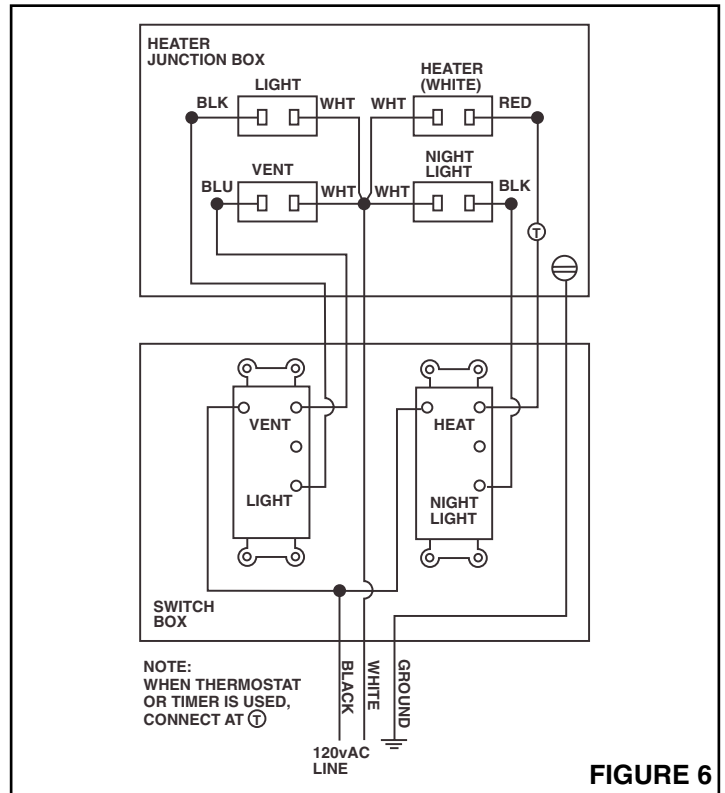 HEATER
JUNCTION BOX
LIGHT
HEATER
(WHITE)
BLK
WHT
WHT
RED
VENT
NIGHT
LIGHT
BLU
WHT
WHT
BLK
T
VENT
HEAT
LIGHT
NIGHT
LIGHT
SWITCH
BOX
NOTE:
WHEN THERMOSTAT
OR TIMER IS USED,
CONNECT AT T
BLACK
WHITE
GROUND
120vAC
LINE
FIGURE 6